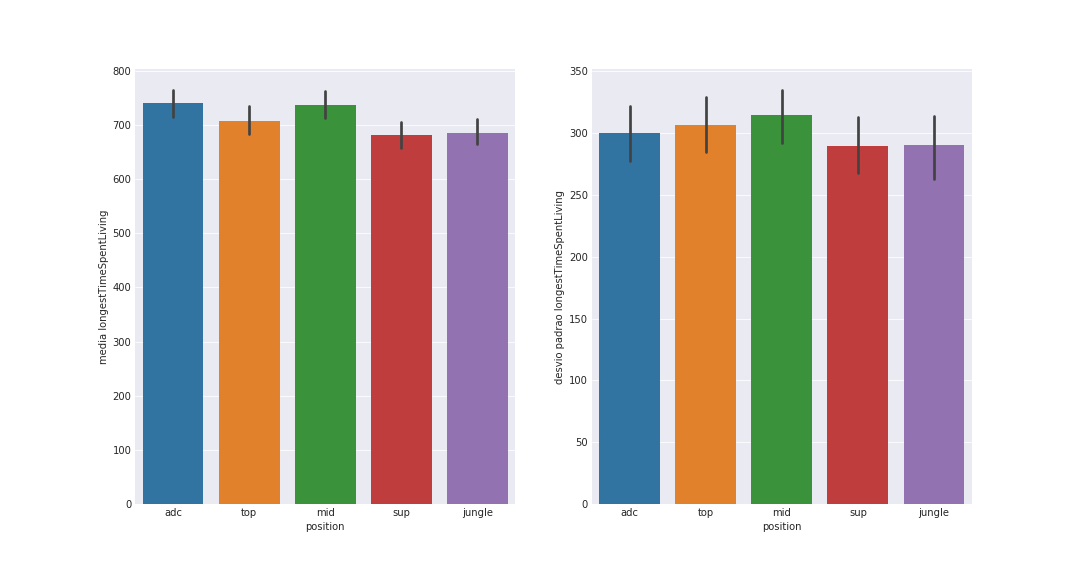 media longestTimeSpentLiving
800
700
600
500
400
300
200
100
0
adc top mid sup jungle
position
desvio padrao longestTimeSpentLiving
350
300
250
200
150
100
50
0
adc top mid sup jungle
position